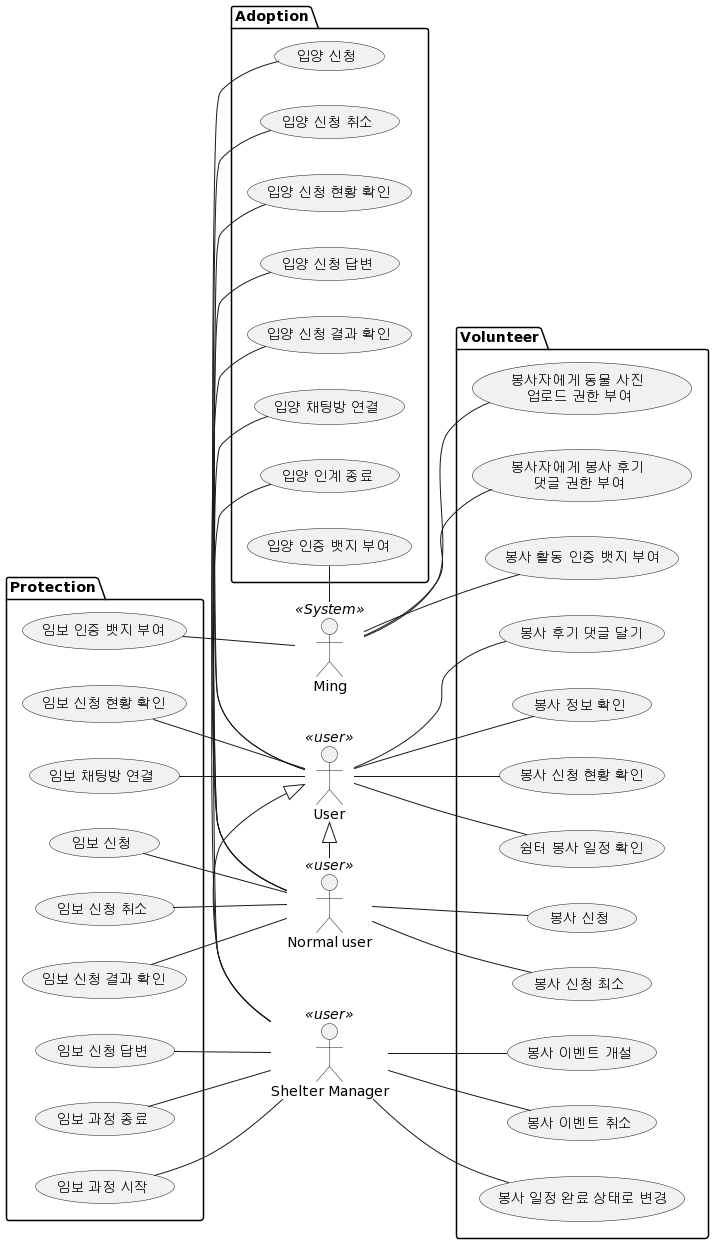 Adoption
입양 신청
입양 신청 취소
입양 신청 현황 확인
입양 신청 답변
입양 신청 결과 확인
입양 채팅방 연결
입양 인계 종료
입양 인증 뱃지 부여
Volunteer
봉사자에게 동물 사진
업로드 권한 부여
봉사자에게 봉사 후기
댓글 권한 부여
봉사 활동 인증 뱃지 부여
봉사 후기 댓글 달기
봉사 정보 확인
봉사 신청 현황 확인
쉼터 봉사 일정 확인
봉사 신청
봉사 신청 최소
봉사 이벤트 개설
봉사 이벤트 취소
봉사 일정 완료 상태로 변경
Protection
임보 인증 뱃지 부여
임보 신청 현황 확인
임보 채팅방 연결
임보 신청
임보 신청 취소
임보 신청 결과 확인
임보 신청 답변
임보 과정 종료
임보 과정 시작
«System»
Ming
«user»
User
«user»
Normal user
«user»
Shelter Manager